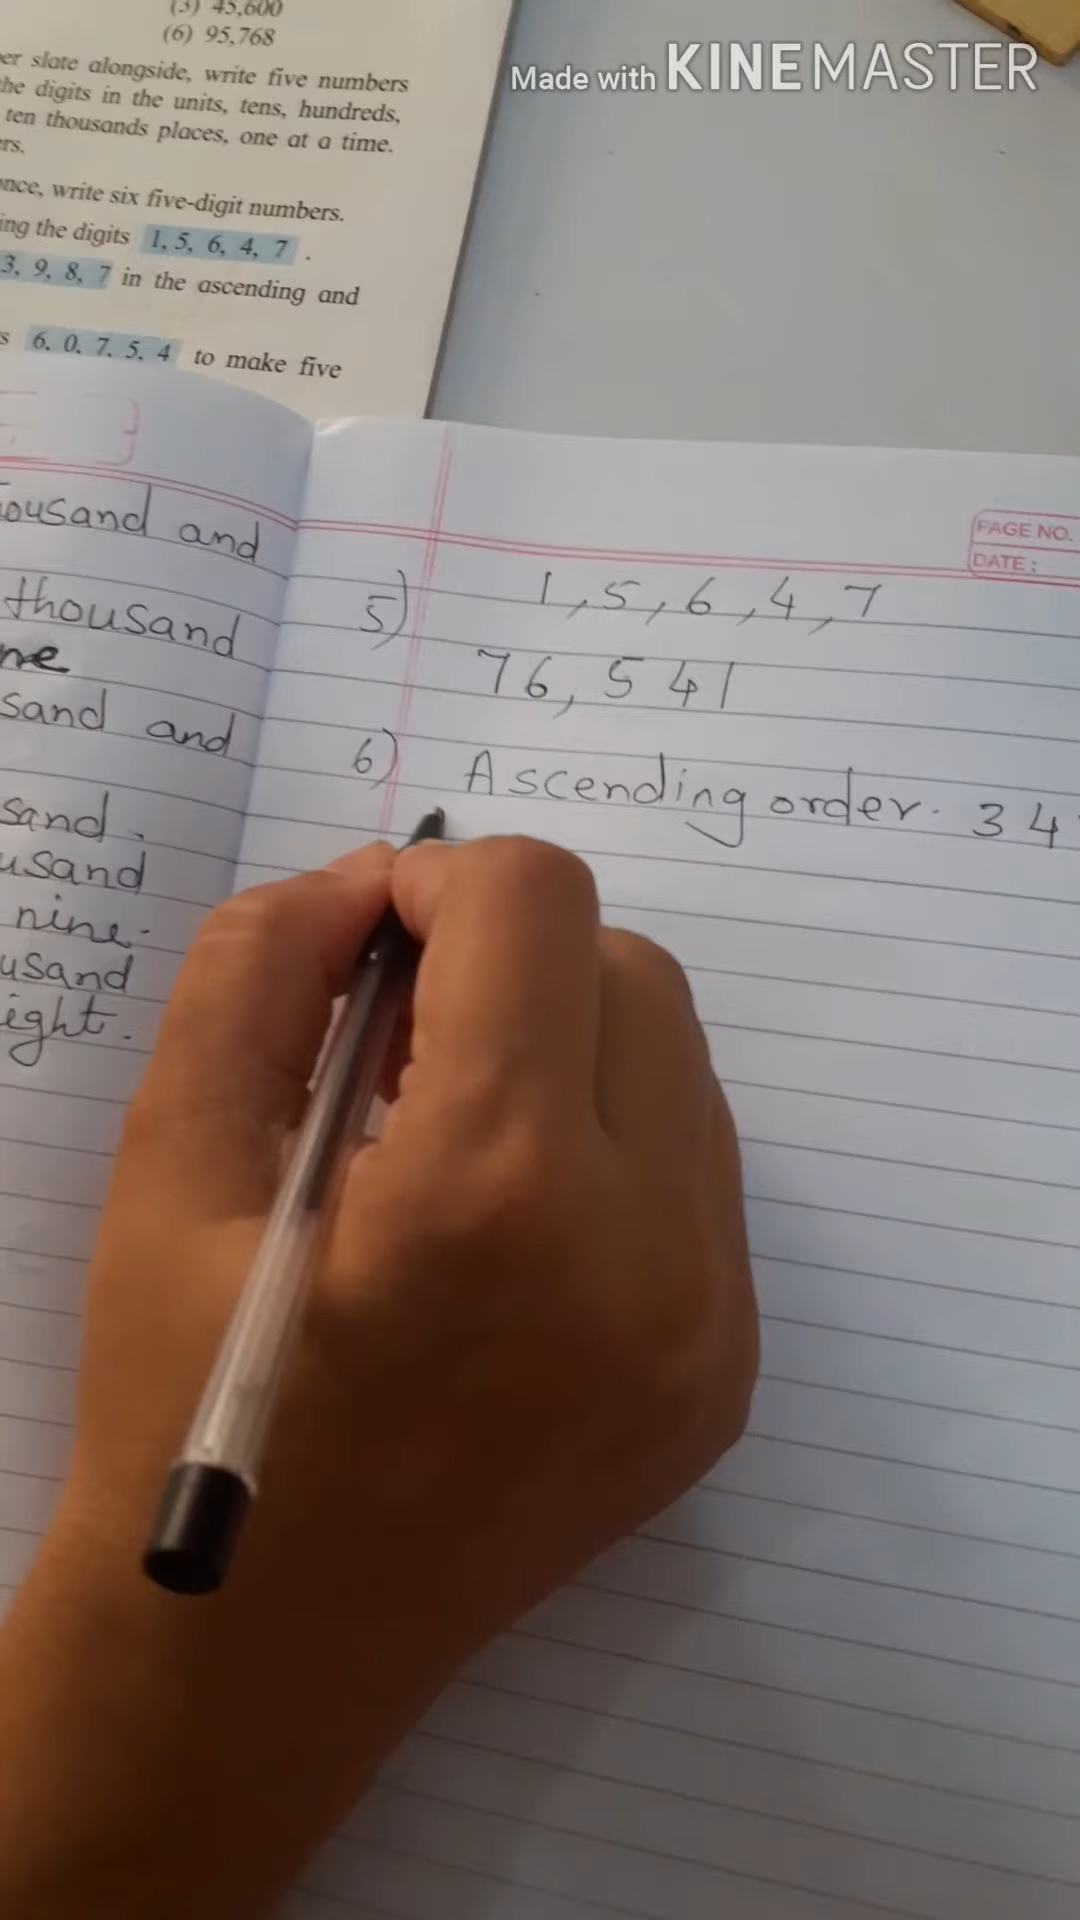 Made with KINEMASTER
(3) 45,600
(6) 95,768
er slate alongside, write five numbers
the digits in the units, tens, hundreds,
ten thousands places, one at a time.
ers.
once, write six five-digit numbers.
ing the digits 1, 5, 6, 4, 7 .
3, 9, 8, 7 in the ascending and
s 6, 0, 7, 5, 4 to make five
ousand and
thousand
ne
sand and
sand.
usand
nine.
usand
ight.
PAGE NO.
DATE :
5) 1, 5, 6, 4, 7
76, 541
6) Ascending order. 3 4